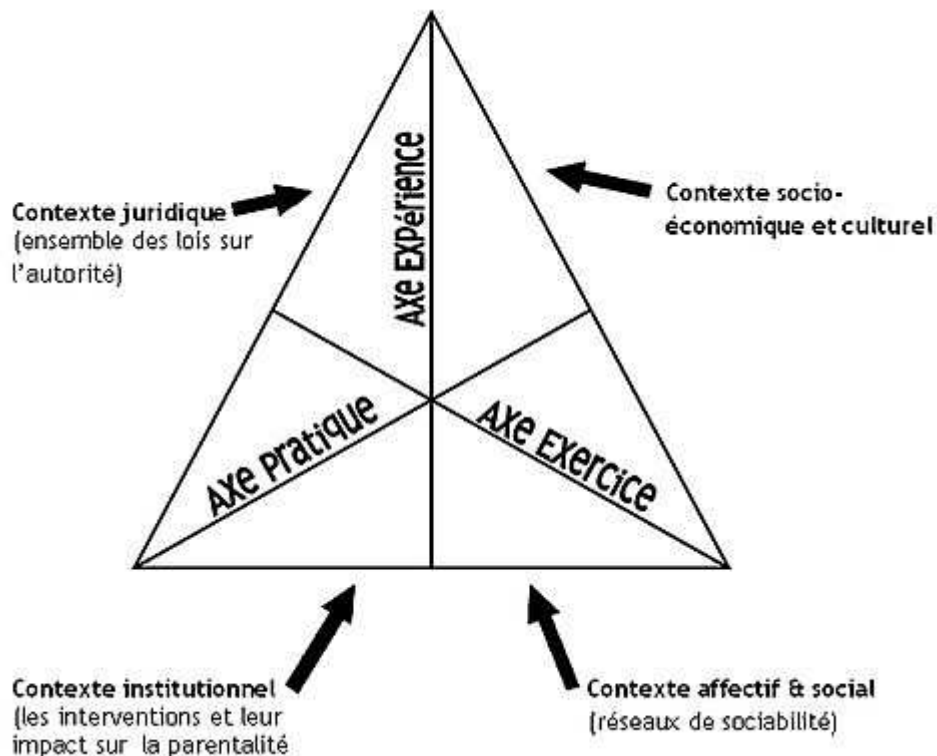 AXE EXPÉRIENCE
Contexte juridique
(ensemble des lois sur
l'autorité)
Contexte socio-
économique et culturel
AXE Pratique
AXE EXERCICE
Contexte institutionnel
(les interventions et leur
impact sur la parentalité
Contexte affectif & social
(réseaux de sociabilité)